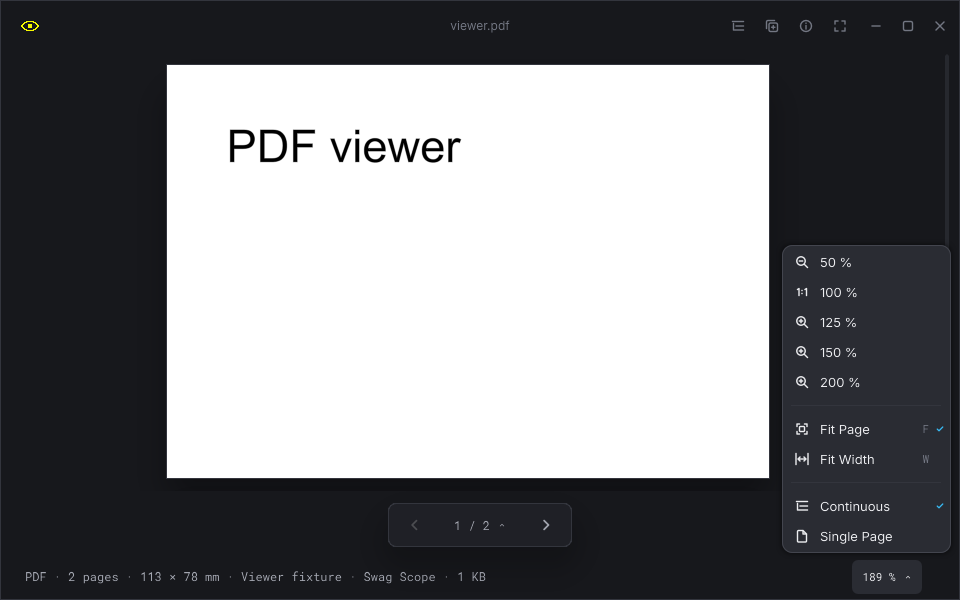 viewer.pdf
PDF viewer
50 %
1:1 100 %
125 %
150 %
200 %
Fit Page F
Fit Width W
Continuous
Single Page
1 / 2
PDF · 2 pages · 113 × 78 mm · Viewer fixture · Swag Scope · 1 KB
189 %